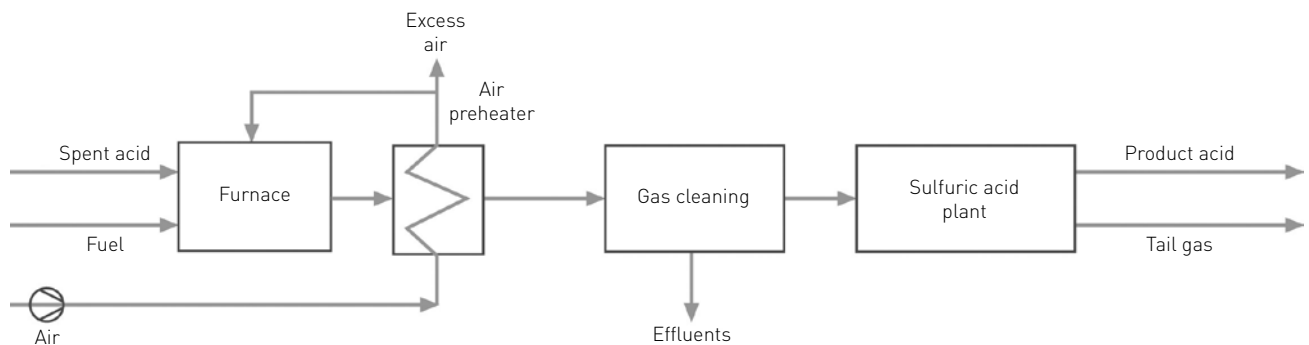 Excess
air
Air
preheater
Spent acid
Furnace
Fuel
Gas cleaning
Sulfuric acid
plant
Product acid
Tail gas
Air
Effluents